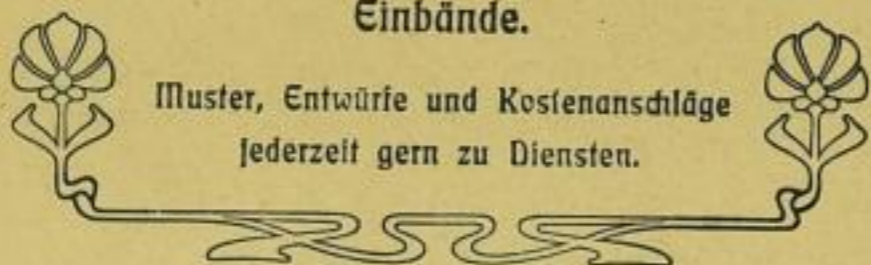 Einbände.
Muster, Entwürfe und Kostenanschläge
jederzeit gern zu Diensten.